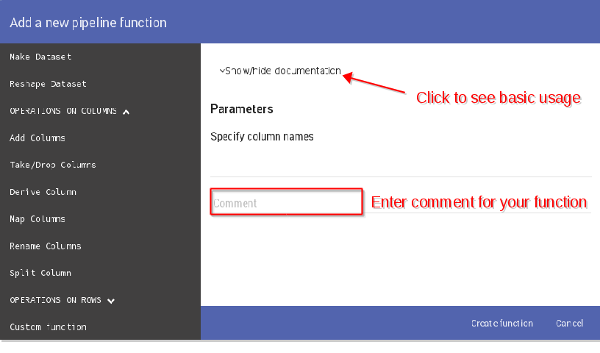 Add a new pipeline function
Make Dataset
Reshape Dataset
OPERATIONS ON COLUMNS
Add Columns
Take/Drop Columns
Derive Column
Map Columns
Rename Columns
Split Column
OPERATIONS ON ROWS
Custom function
Show/hide documentation
Click to see basic usage
Parameters
Specify column names
Comment
Enter comment for your function
Create function
Cancel